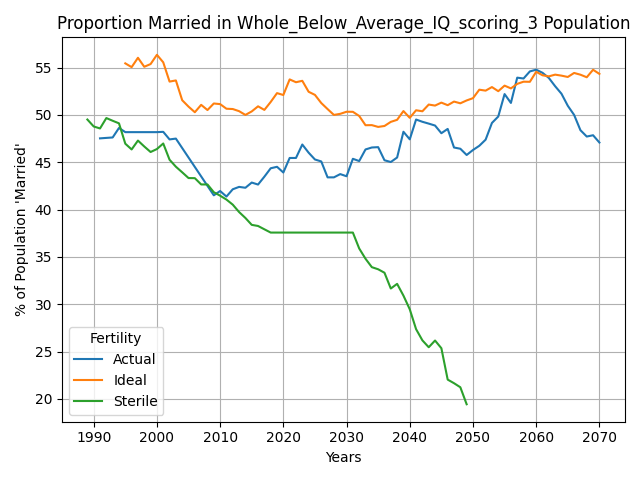 Proportion Married in Whole_Below_Average_IQ_scoring_3 Population
% of Population 'Married'
55
50
45
40
35
30
25
20
Fertility
Actual
Ideal
Sterile
1990 2000 2010 2020 2030 2040 2050 2060 2070
Years